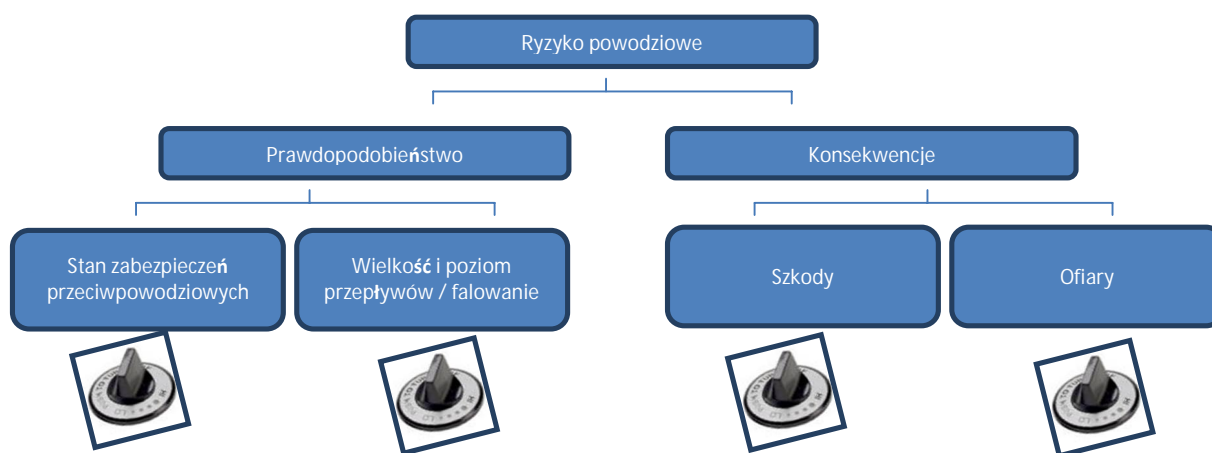 Ryzyko powodziowe
Prawdopodobieństwo
Konsekwencje
Stan zabezpieczeń
przeciwpowodziowych
Wielkość i poziom
przepływów / falowanie
Szkody
Ofiary